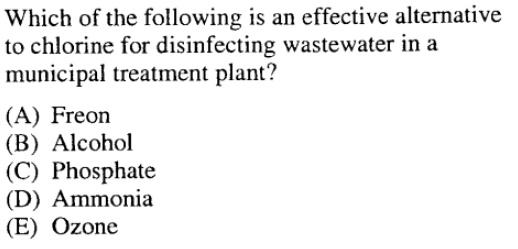 Which of the following is an effective alternative
to chlorine for disinfecting wastewater in a
municipal treatment plant?
(A) Freon
(B) Alcohol
(C) Phosphate
(D) Ammonia
(E) Ozone